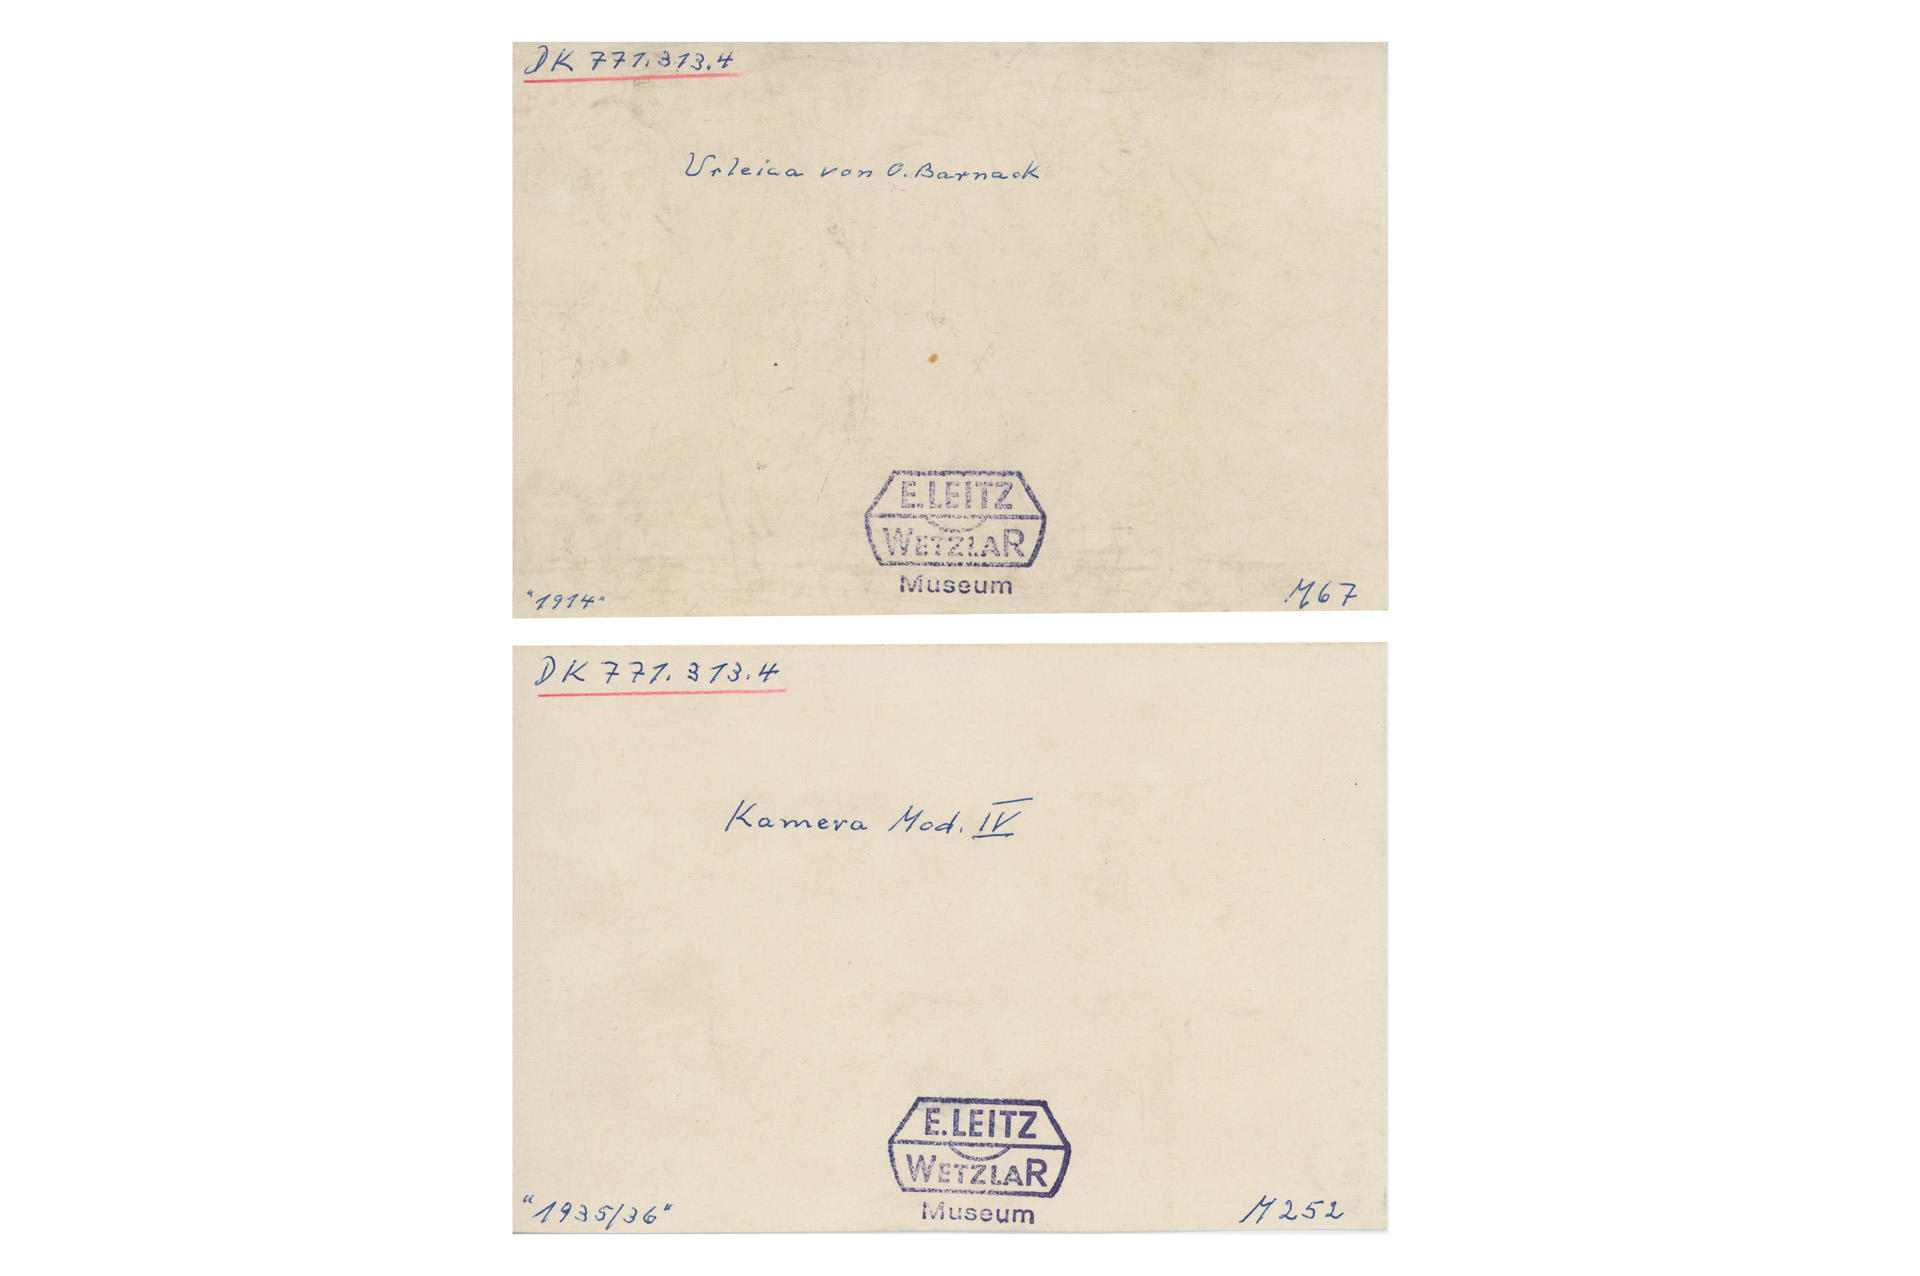 DK 771.313.4
Urleica von O. Barnack
E. LEITZ
WETZLAR
Museum
"1914"
M67
DK 771.313.4
Kamera Mod. IV
E. LEITZ
WETZLAR
Museum
"1935/36"
M252